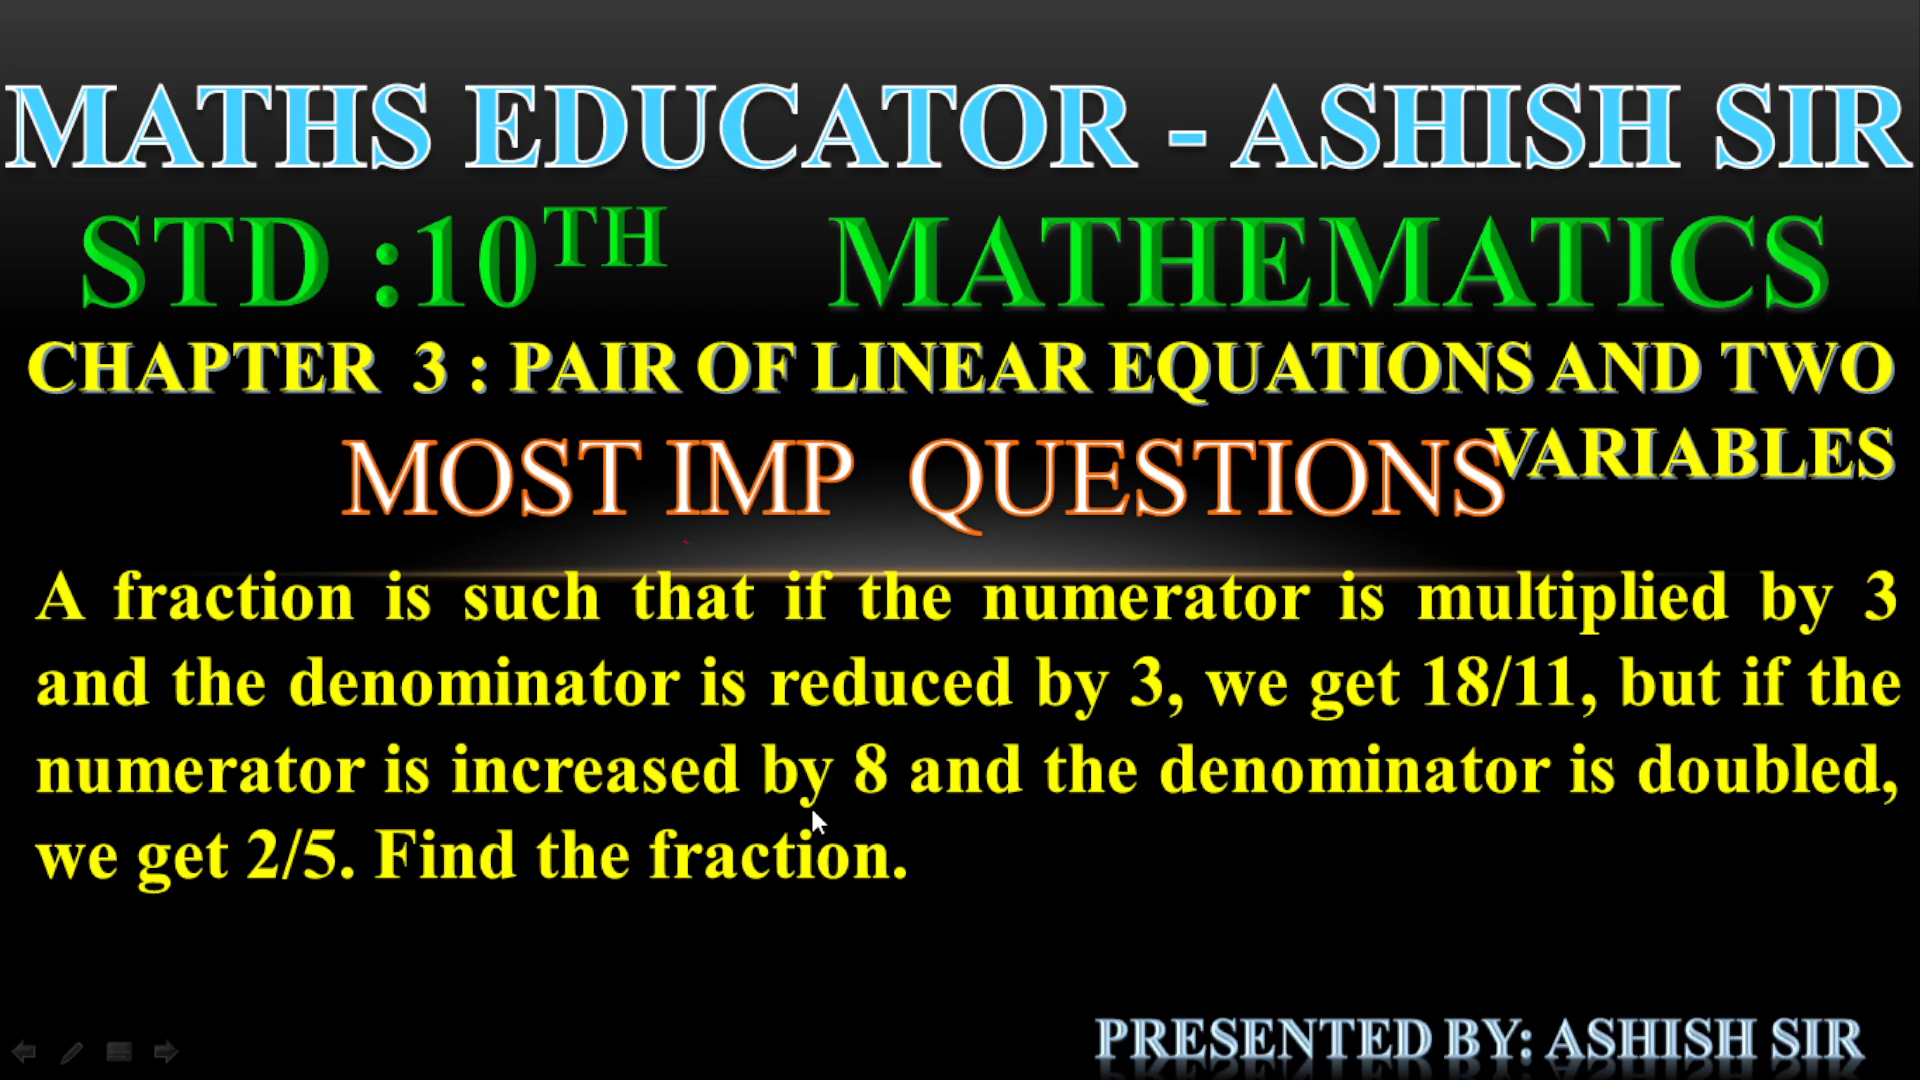 MATHS EDUCATOR - ASHISH SIR
STD :10TH MATHEMATICS
CHAPTER 3 : PAIR OF LINEAR EQUATIONS AND TWO
VARIABLES
MOST IMP QUESTIONS
A fraction is such that if the numerator is multiplied by 3
and the denominator is reduced by 3, we get 18/11, but if the
numerator is increased by 8 and the denominator is doubled,
we get 2/5. Find the fraction.
PRESENTED BY: ASHISH SIR